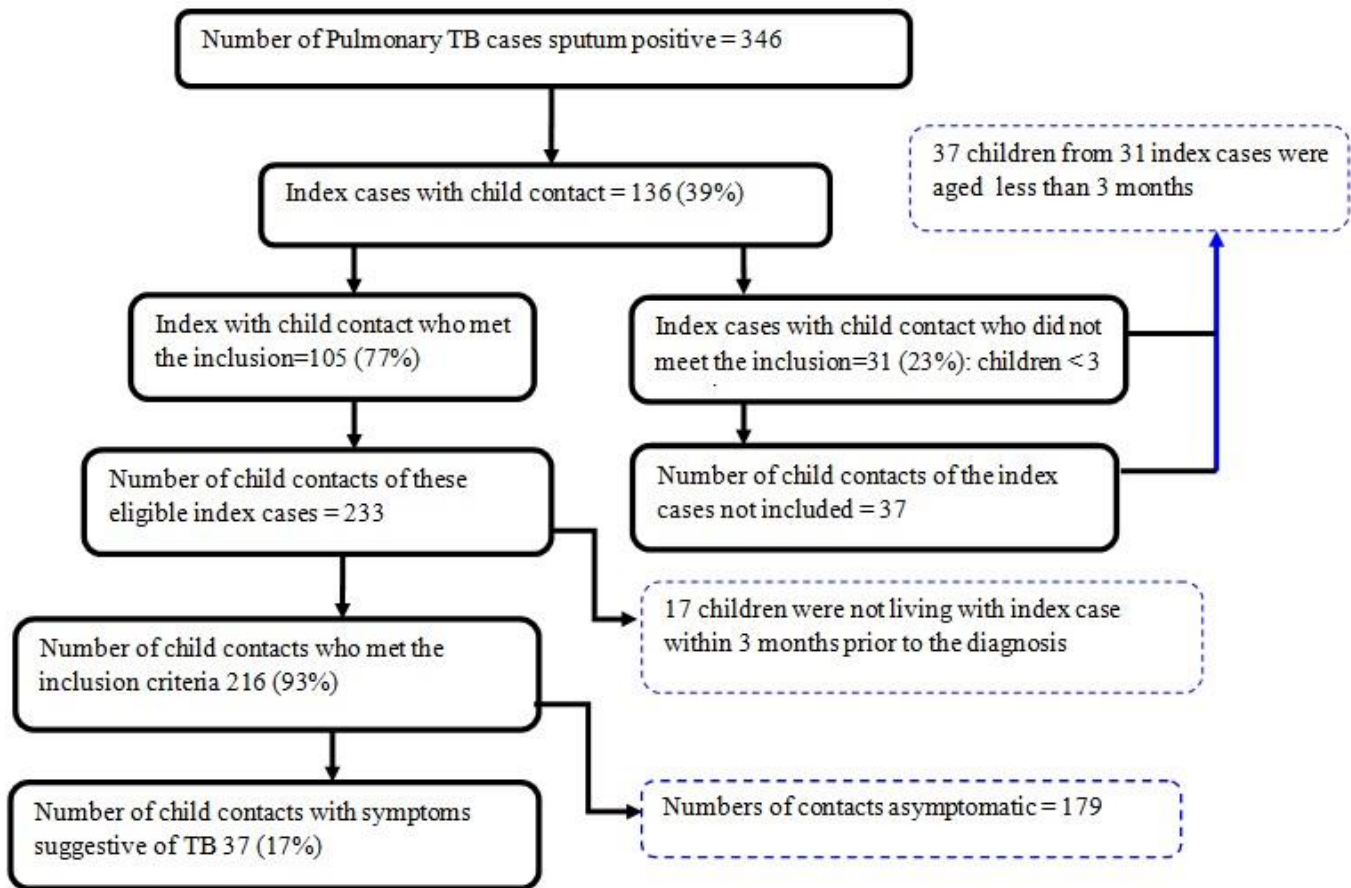 Number of Pulmonary TB cases sputum positive = 346
37 children from 31 index cases were
aged less than 3 months
Index cases with child contact = 136 (39%)
Index with child contact who met
the inclusion=105 (77%)
Index cases with child contact who did not
meet the inclusion=31 (23%): children < 3
Number of child contacts of these
eligible index cases = 233
Number of child contacts of the index
cases not included = 37
17 children were not living with index case
within 3 months prior to the diagnosis
Number of child contacts who met the
inclusion criteria 216 (93%)
Numbers of contacts asymptomatic = 179
Number of child contacts with symptoms
suggestive of TB 37 (17%)